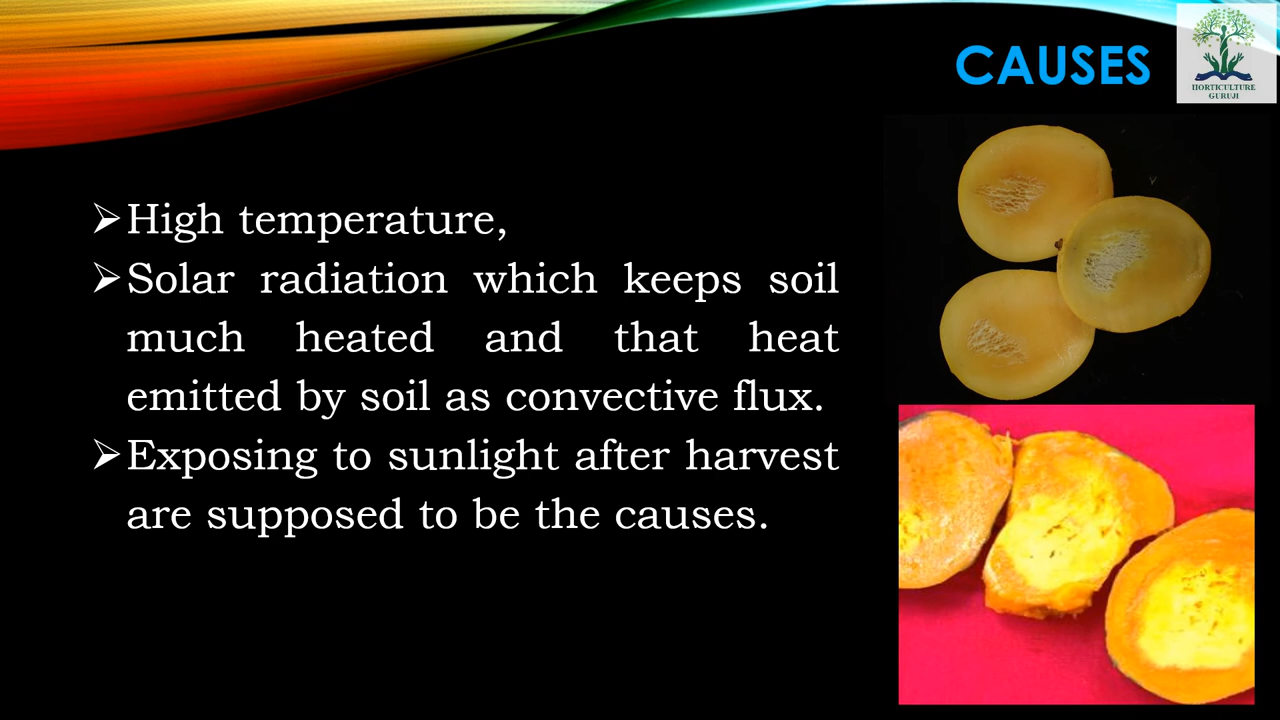 CAUSES
HORTICULTURE
GURUJI
➢High temperature,
➢Solar radiation which keeps soil
much heated and that heat
emitted by soil as convective flux.
➢Exposing to sunlight after harvest
are supposed to be the causes.